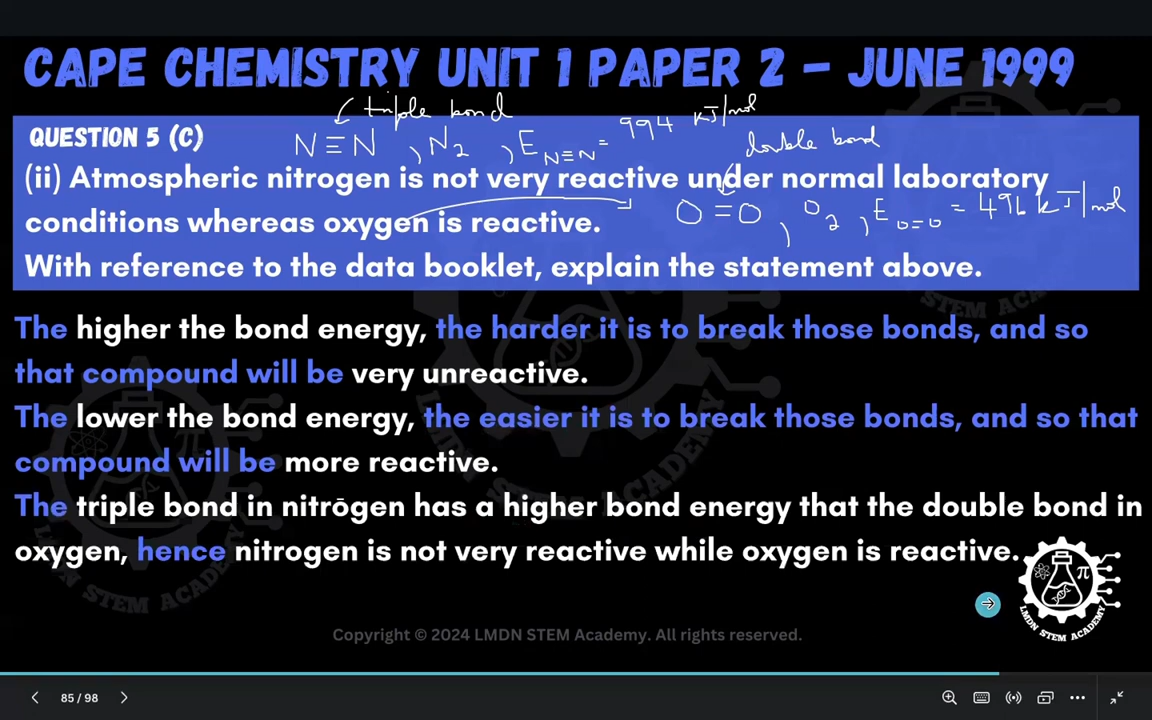 CAPE CHEMISTRY UNIT 1 PAPER 2 – JUNE 1999
triple bond
QUESTION 5 (C)
N≡N , N2 , E N≡N = 994 kJ/mol
double bond
(ii) Atmospheric nitrogen is not very reactive under normal laboratory
O=O , O2 , E O=O = 496 kJ/mol
conditions whereas oxygen is reactive.
With reference to the data booklet, explain the statement above.
The higher the bond energy, the harder it is to break those bonds, and so
that compound will be very unreactive.
The lower the bond energy, the easier it is to break those bonds, and so that
compound will be more reactive.
The triple bond in nitrogen has a higher bond energy that the double bond in
oxygen, hence nitrogen is not very reactive while oxygen is reactive.
π
LMDN STEM ACADEMY
Copyright © 2024 LMDN STEM Academy. All rights reserved.
85 / 98